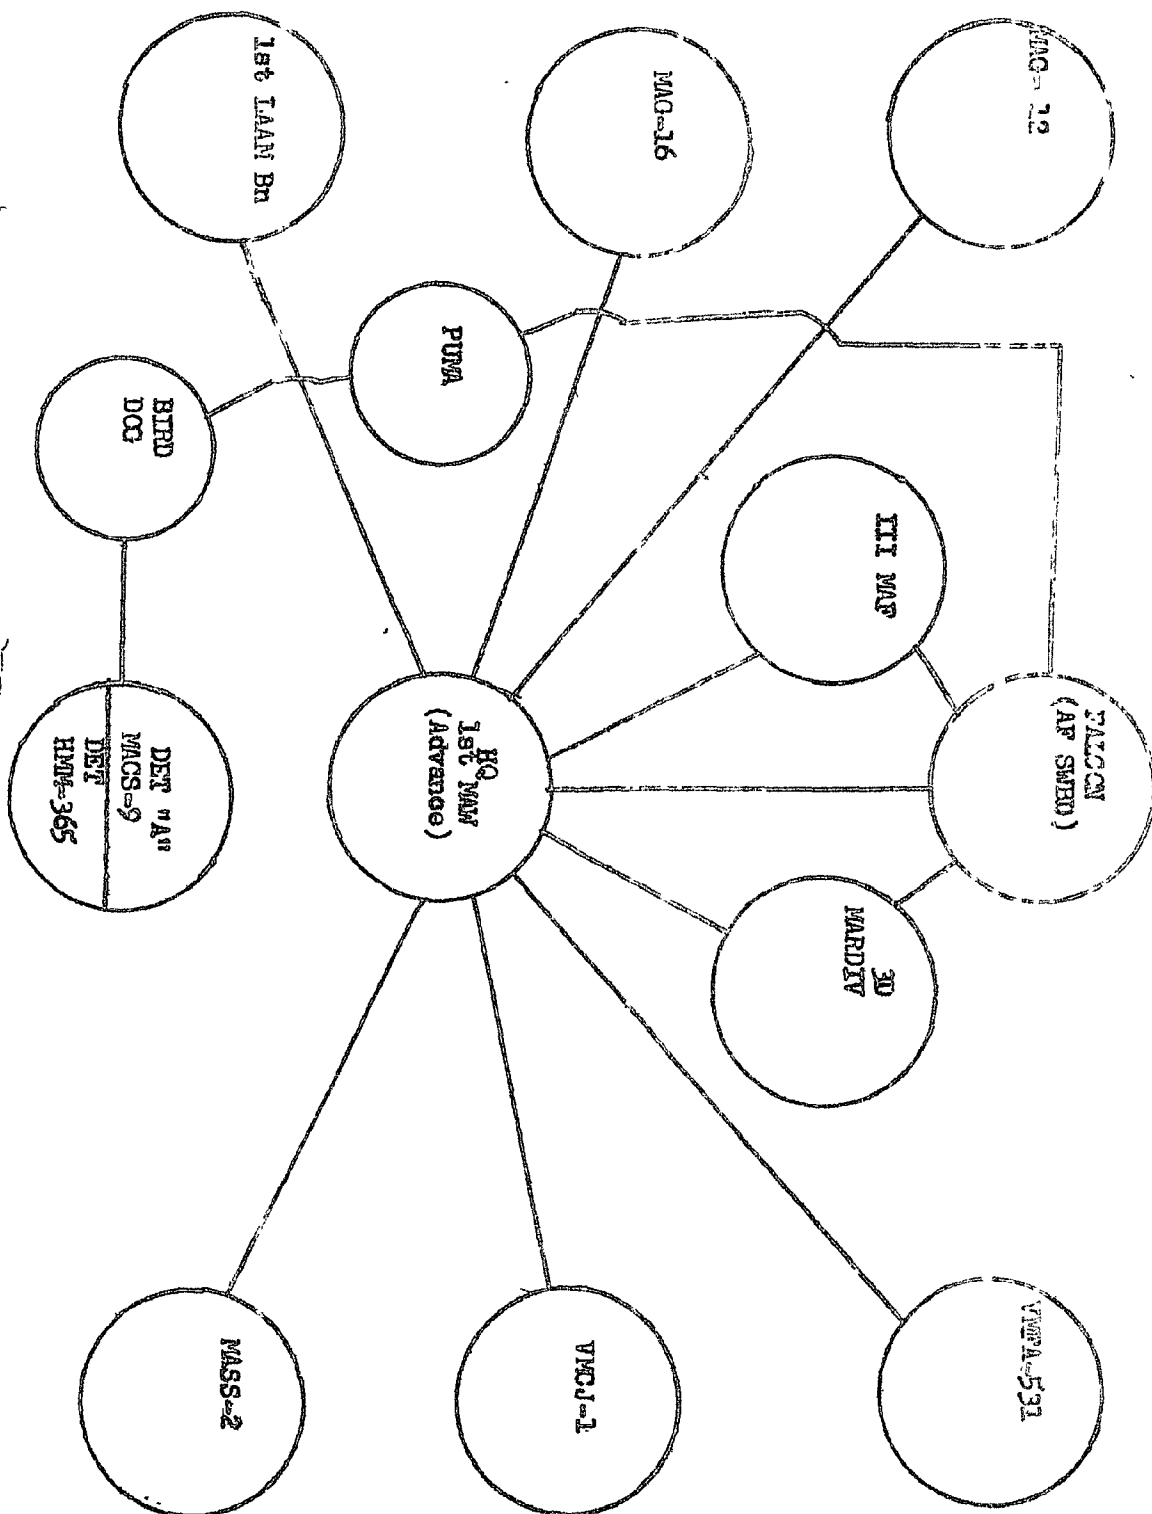 MAG-12
VMFA-531
FALCON
(AF SWBD)
III MAF
3D
MARDIV
MAG-16
VMCJ-1
PUMA
HQ
1st MAW
(Advance)
1st LAAM Bn
MASS-2
BIRD
DOG
DET "A"
MACS-9
DET
HMM-365